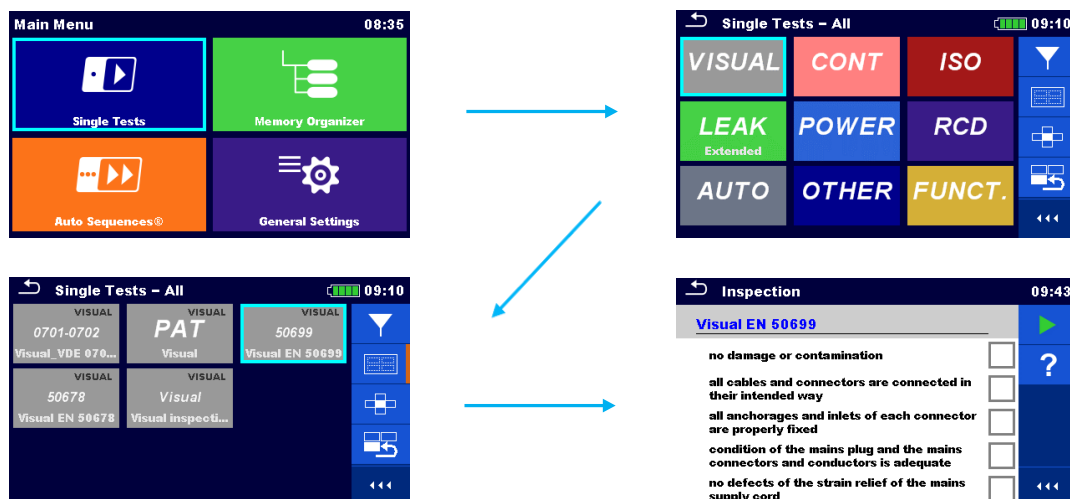 Main Menu 08:35
Single Tests
Memory Organizer
Auto Sequences®
General Settings
Single Tests – All 09:10
VISUAL CONT ISO
LEAK POWER RCD
Extended
AUTO OTHER FUNCT.
Single Tests – All 09:10
VISUAL
0701-0702
Visual_VDE 070...
VISUAL
PAT
Visual
VISUAL
50699
Visual EN 50699
VISUAL
50678
Visual EN 50678
VISUAL
Visual
Visual inspecti...
Inspection 09:43
Visual EN 50699
no damage or contamination
all cables and connectors are connected in
their intended way
all anchorages and inlets of each connector
are properly fixed
condition of the mains plug and the mains
connectors and conductors is adequate
no defects of the strain relief of the mains
supply cord
?